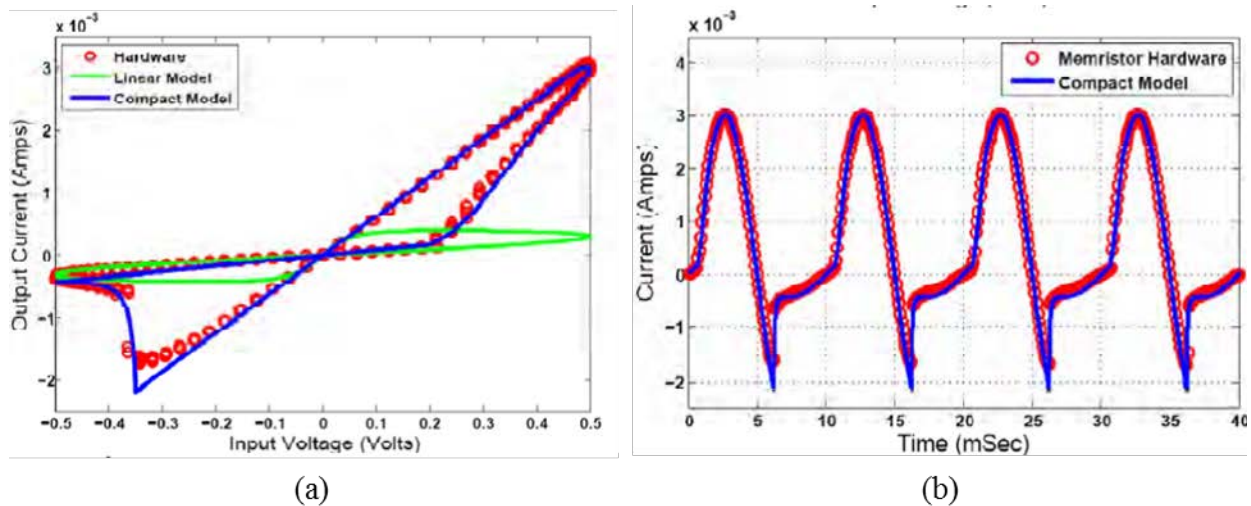 x 10⁻³
Hardware
Linear Model
Compact Model
3
2
1
0
−1
−2
Output Current (Amps)
−0.5 −0.4 −0.3 −0.2 −0.1 0 0.1 0.2 0.3 0.4 0.5
Input Voltage (Volts)
(a)
x 10⁻³
Memristor Hardware
Compact Model
4
3
2
1
0
−1
−2
Current (Amps)
0 5 10 15 20 25 30 35 40
Time (mSec)
(b)